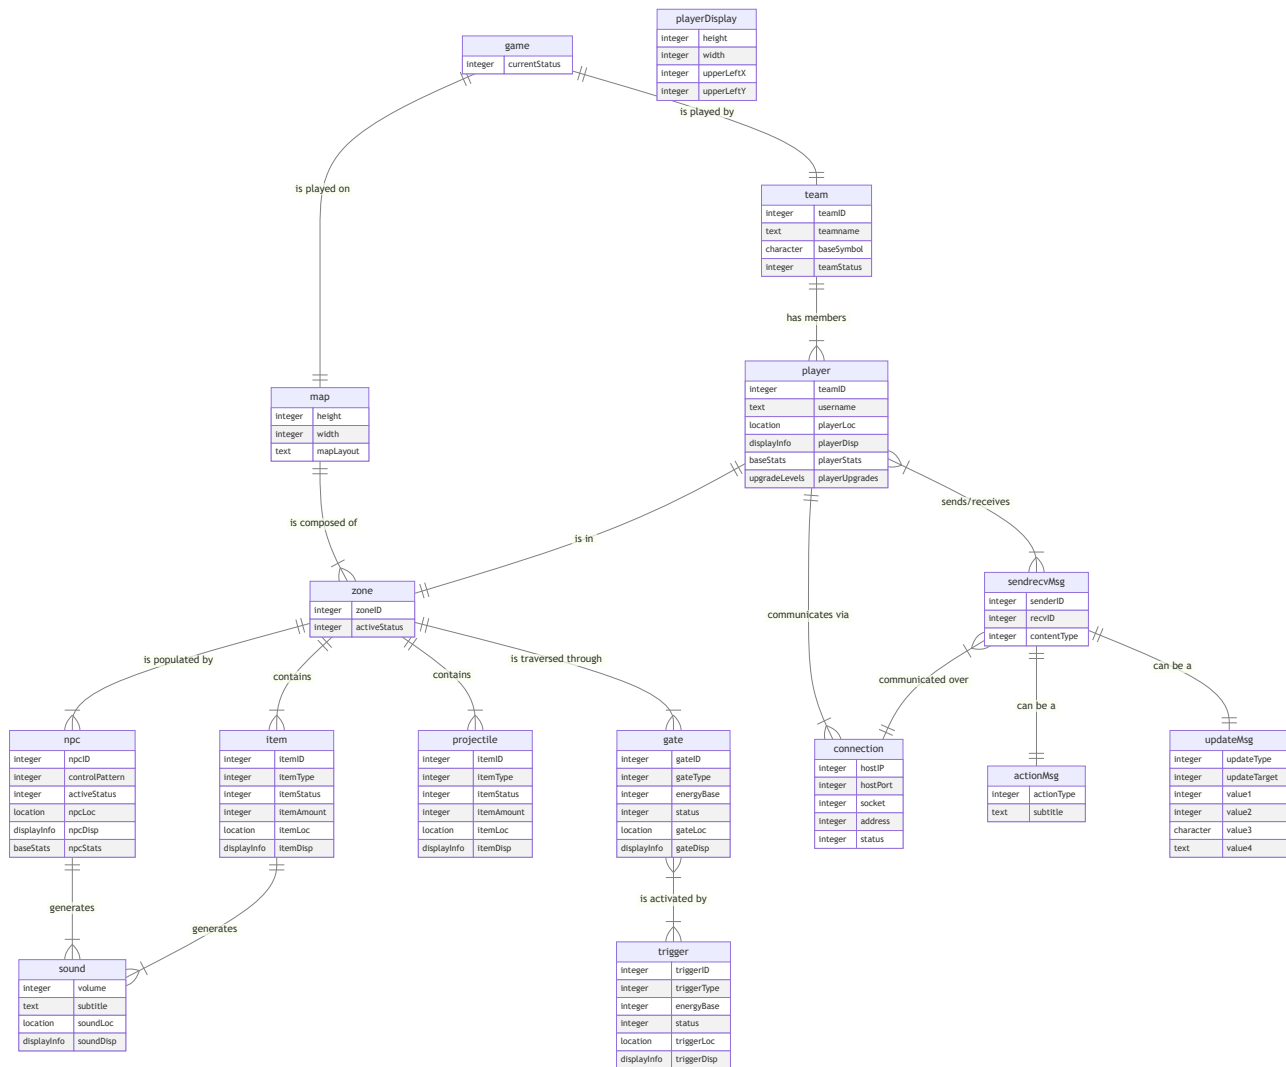 playerDisplay
integer height
integer width
integer upperLeftX
integer upperLeftY
game
integer currentStatus
is played by
is played on
team
integer teamID
text teamname
character baseSymbol
integer teamStatus
has members
player
integer teamID
text username
location playerLoc
displayInfo playerDisp
baseStats playerStats
upgradeLevels playerUpgrades
map
integer height
integer width
text mapLayout
is composed of
is in
sends/receives
zone
integer zoneID
integer activeStatus
sendrecvMsg
integer senderID
integer recvID
integer contentType
communicates via
is populated by
contains
contains
is traversed through
communicated over
can be a
can be a
npc
integer npcID
integer controlPattern
integer activeStatus
location npcLoc
displayInfo npcDisp
baseStats npcStats
item
integer itemID
integer itemType
integer itemStatus
integer itemAmount
location itemLoc
displayInfo itemDisp
projectile
integer itemID
integer itemType
integer itemStatus
integer itemAmount
location itemLoc
displayInfo itemDisp
gate
integer gateID
integer gateType
integer energyBase
integer status
location gateLoc
displayInfo gateDisp
connection
integer hostIP
integer hostPort
integer socket
integer address
integer status
actionMsg
integer actionType
text subtitle
updateMsg
integer updateType
integer updateTarget
integer value1
integer value2
character value3
text value4
generates
generates
is activated by
sound
integer volume
text subtitle
location soundLoc
displayInfo soundDisp
trigger
integer triggerID
integer triggerType
integer energyBase
integer status
location triggerLoc
displayInfo triggerDisp